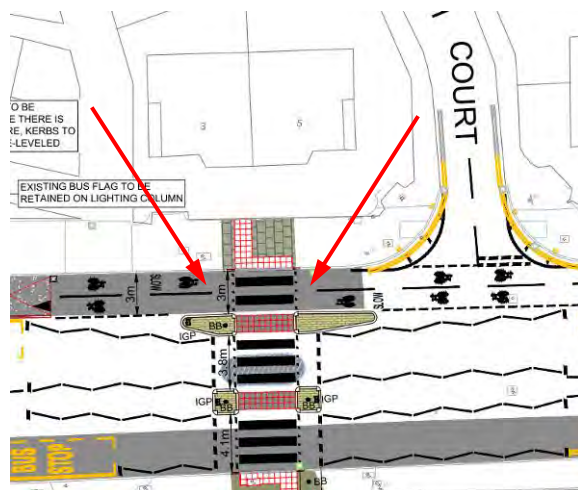 COURT
O BE
E THERE IS
RE, KERBS TO
E-LEVELED
3
5
EXISTING BUS FLAG TO BE
RETAINED ON LIGHTING COLUMN
3m
SLOW
3m
SLOW
BB
IGP
3.8m
IGP
BB
BB
IGP
4.1m
BUS
STOP
BB